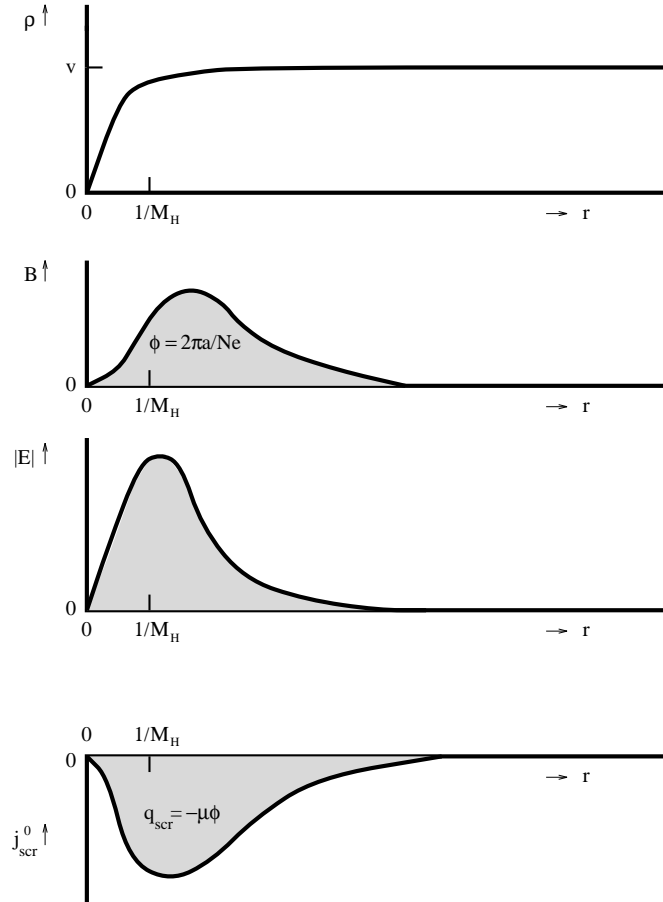 ρ
v
0
0 1/M_H r
B
φ = 2πa/Ne
0
0 1/M_H r
|E|
0
0 1/M_H r
0 1/M_H
0
r
q_scr = −μφ
j^0_scr